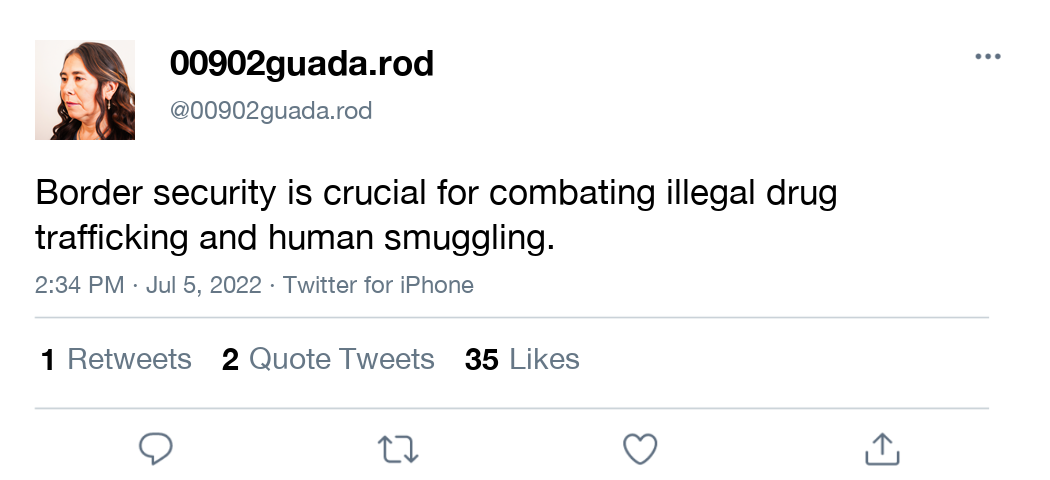 00902guada.rod
@00902guada.rod
Border security is crucial for combating illegal drug
trafficking and human smuggling.
2:34 PM · Jul 5, 2022 · Twitter for iPhone
1 Retweets 2 Quote Tweets 35 Likes